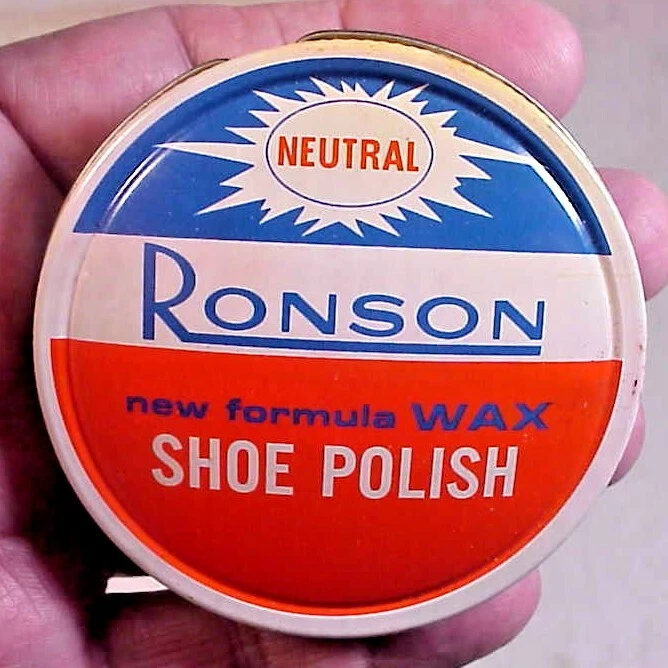 NEUTRAL
RONSON
new formula WAX
SHOE POLISH